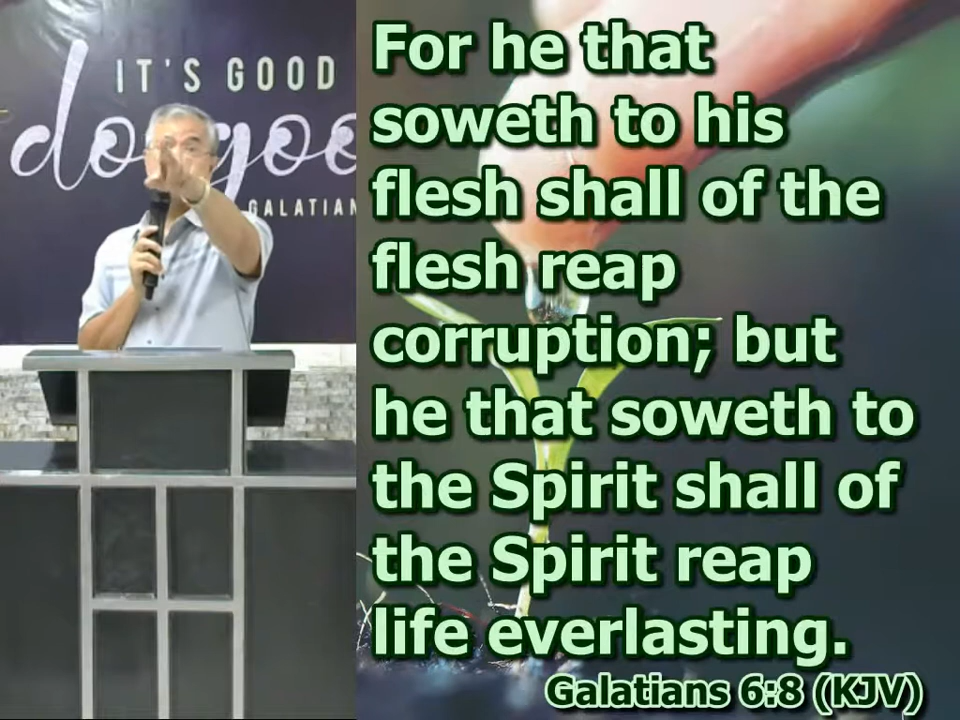 IT'S GOOD
do goo
GALATIAN
For he that
soweth to his
flesh shall of the
flesh reap
corruption; but
he that soweth to
the Spirit shall of
the Spirit reap
life everlasting.
Galatians 6:8 (KJV)